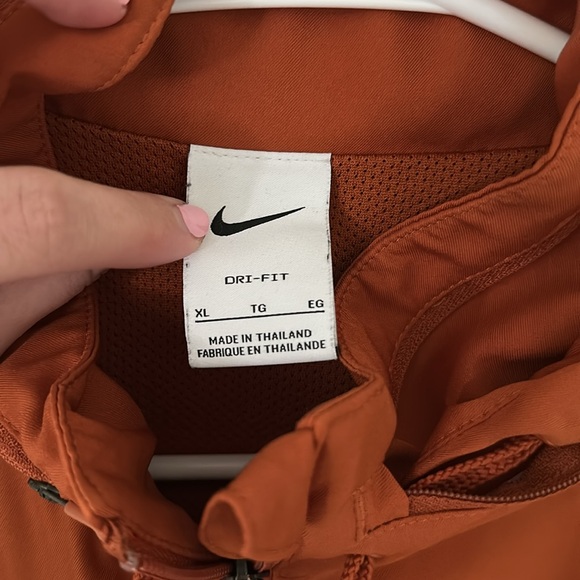 DRI-FIT
XL TG EG
MADE IN THAILAND
FABRIQUE EN THAILANDE